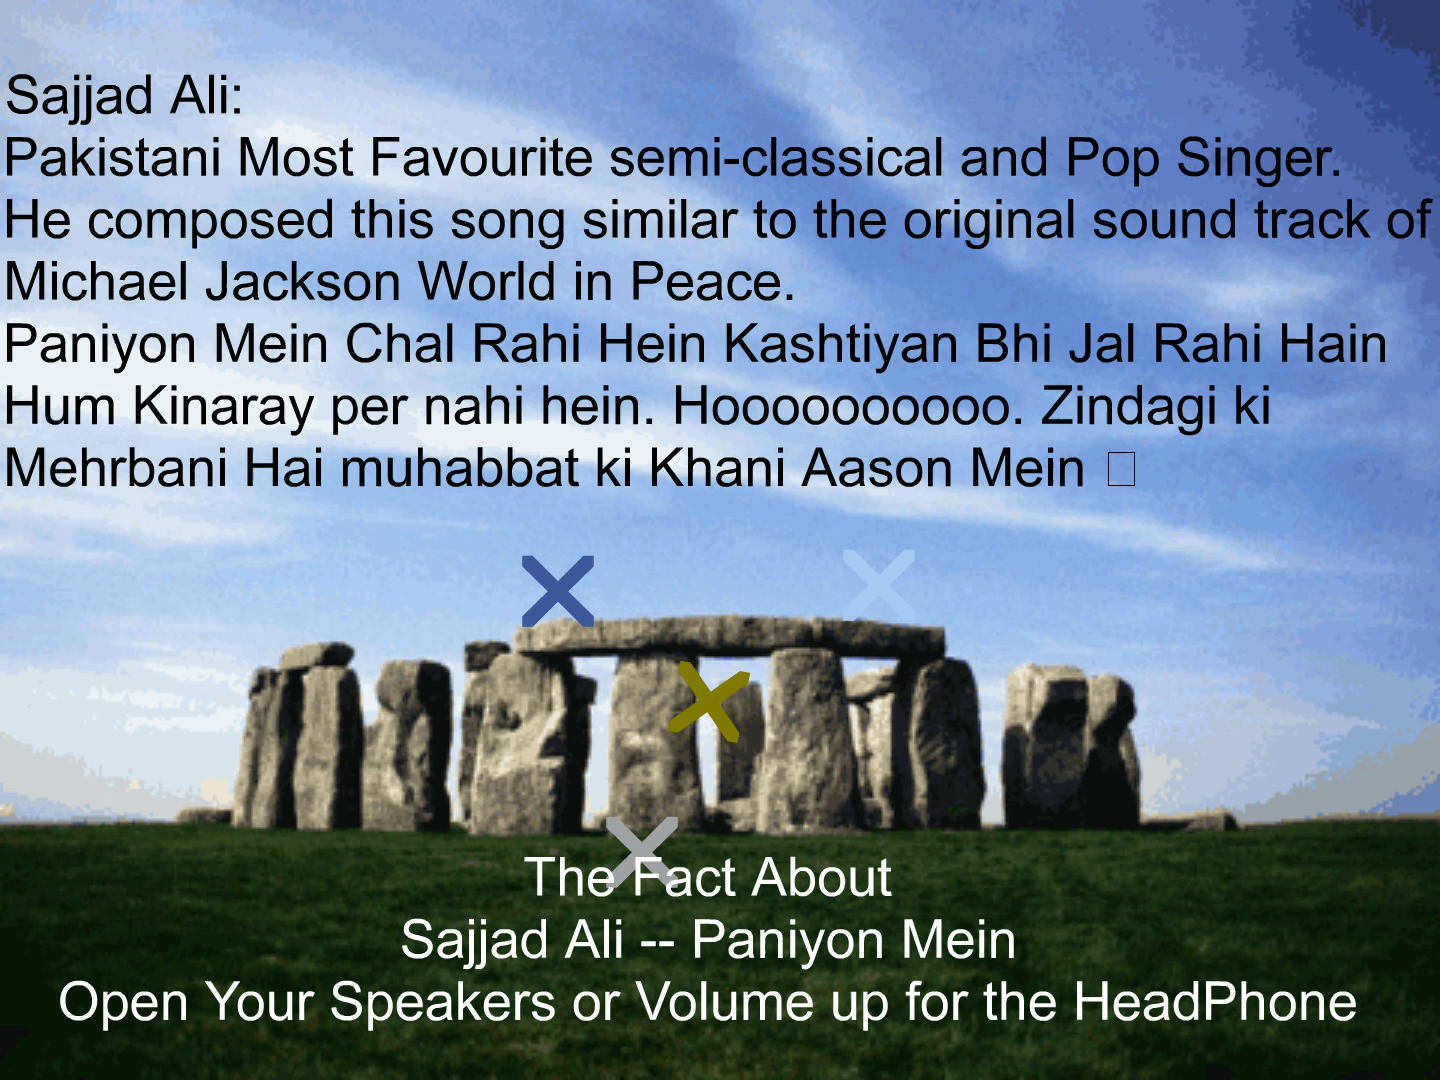 Sajjad Ali:
Pakistani Most Favourite semi-classical and Pop Singer.
He composed this song similar to the original sound track of
Michael Jackson World in Peace.
Paniyon Mein Chal Rahi Hein Kashtiyan Bhi Jal Rahi Hain
Hum Kinaray per nahi hein. Hooooooooooo. Zindagi ki
Mehrbani Hai muhabbat ki Khani Aason Mein
The Fact About
Sajjad Ali -- Paniyon Mein
Open Your Speakers or Volume up for the HeadPhone